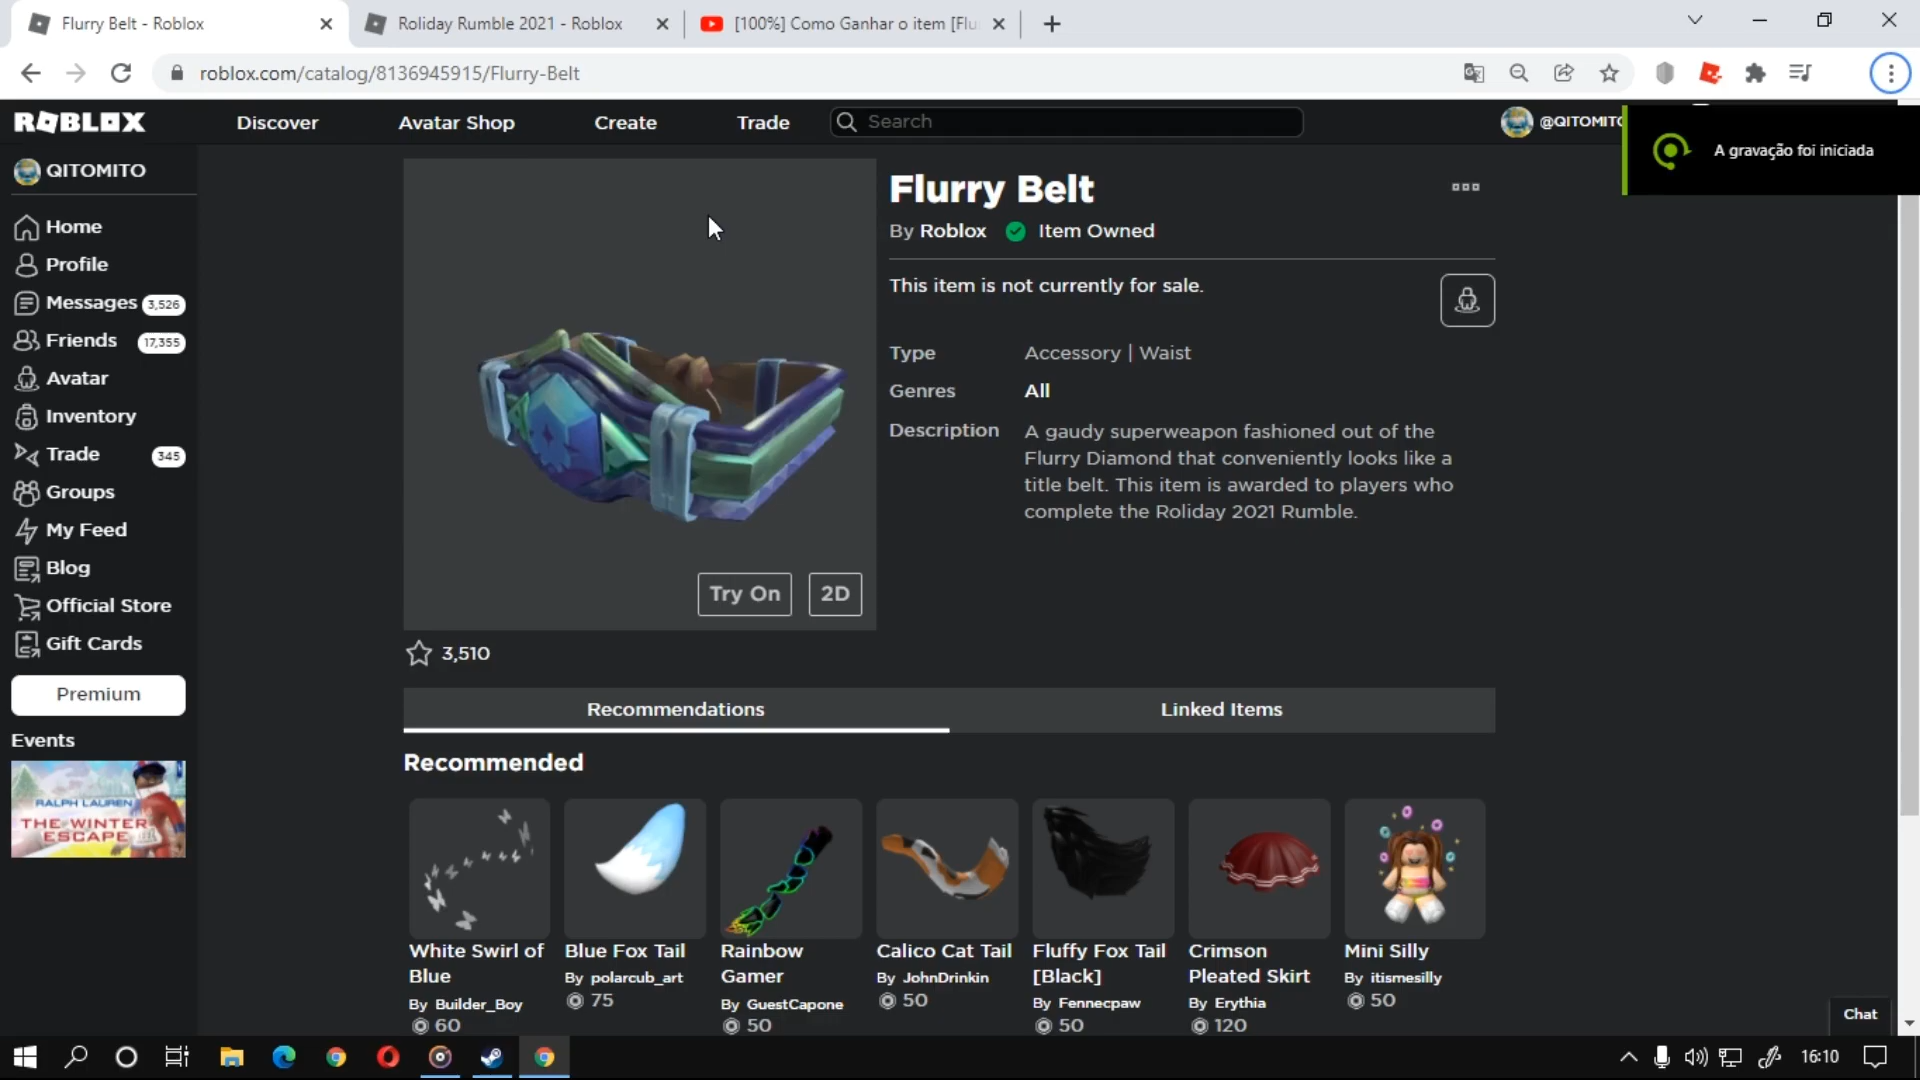 Flurry Belt - Roblox
Roliday Rumble 2021 - Roblox
[100%] Como Ganhar o item [Flu
roblox.com/catalog/8136945915/Flurry-Belt
ROBLOX
Discover
Avatar Shop
Create
Trade
Search
@QITOMITO
A gravação foi iniciada
QITOMITO
Home
Profile
Messages 3,526
Friends 17,355
Avatar
Inventory
Trade 345
Groups
My Feed
Blog
Official Store
Gift Cards
Premium
Events
RALPH LAUREN
THE WINTER
ESCAPE
Flurry Belt
By Roblox Item Owned
This item is not currently for sale.
Type Accessory | Waist
Genres All
Description A gaudy superweapon fashioned out of the
Flurry Diamond that conveniently looks like a
title belt. This item is awarded to players who
complete the Roliday 2021 Rumble.
Try On
2D
3,510
Recommendations
Linked Items
Recommended
White Swirl of
Blue
By Builder_Boy
60
Blue Fox Tail
By polarcub_art
75
Rainbow
Gamer
By GuestCapone
50
Calico Cat Tail
By JohnDrinkin
50
Fluffy Fox Tail
[Black]
By Fennecpaw
50
Crimson
Pleated Skirt
By Erythia
120
Mini Silly
By itismesilly
50
Chat
16:10